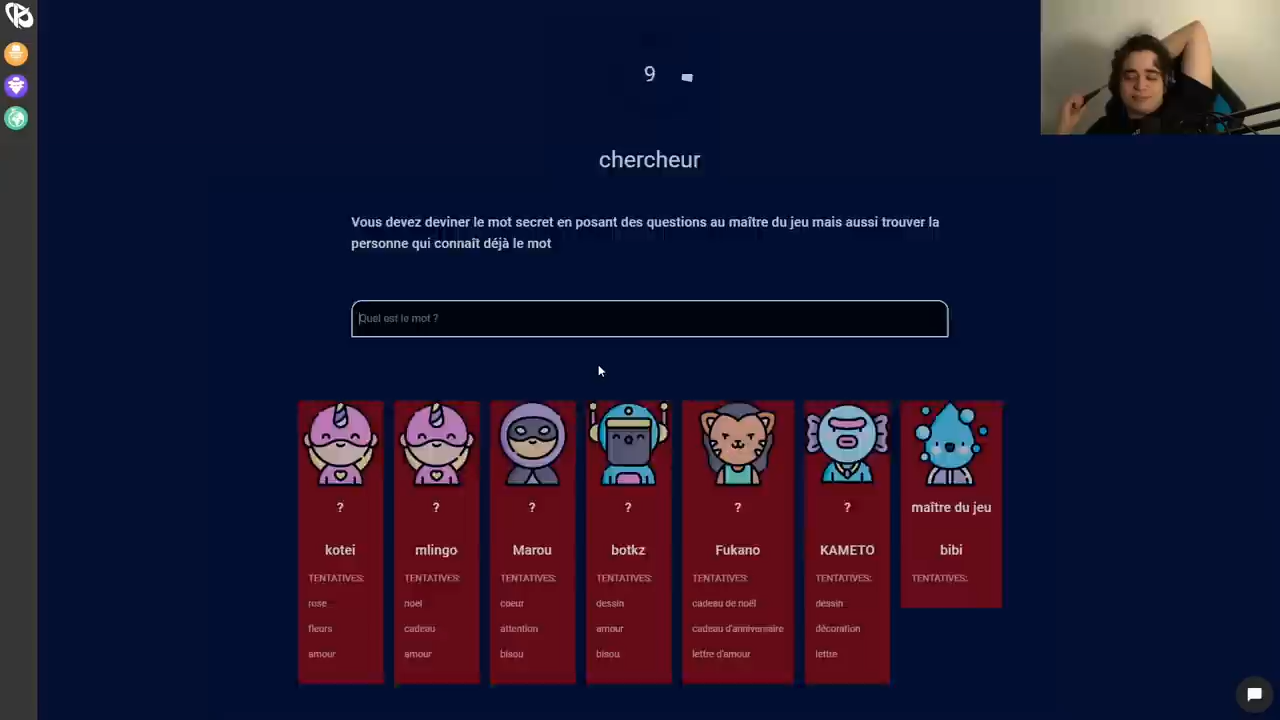 9
chercheur
Vous devez deviner le mot secret en posant des questions au maître du jeu mais aussi trouver la
personne qui connaît déjà le mot
Quel est le mot ?
?
kotei
TENTATIVES:
rose
fleurs
amour
?
mlingo
TENTATIVES:
noel
cadeau
amour
?
Marou
TENTATIVES:
coeur
attention
bisou
?
botkz
TENTATIVES:
dessin
amour
bisou
?
Fukano
TENTATIVES:
cadeau de noël
cadeau d'anniversaire
lettre d'amour
?
KAMETO
TENTATIVES:
dessin
décoration
lettre
maître du jeu
bibi
TENTATIVES: